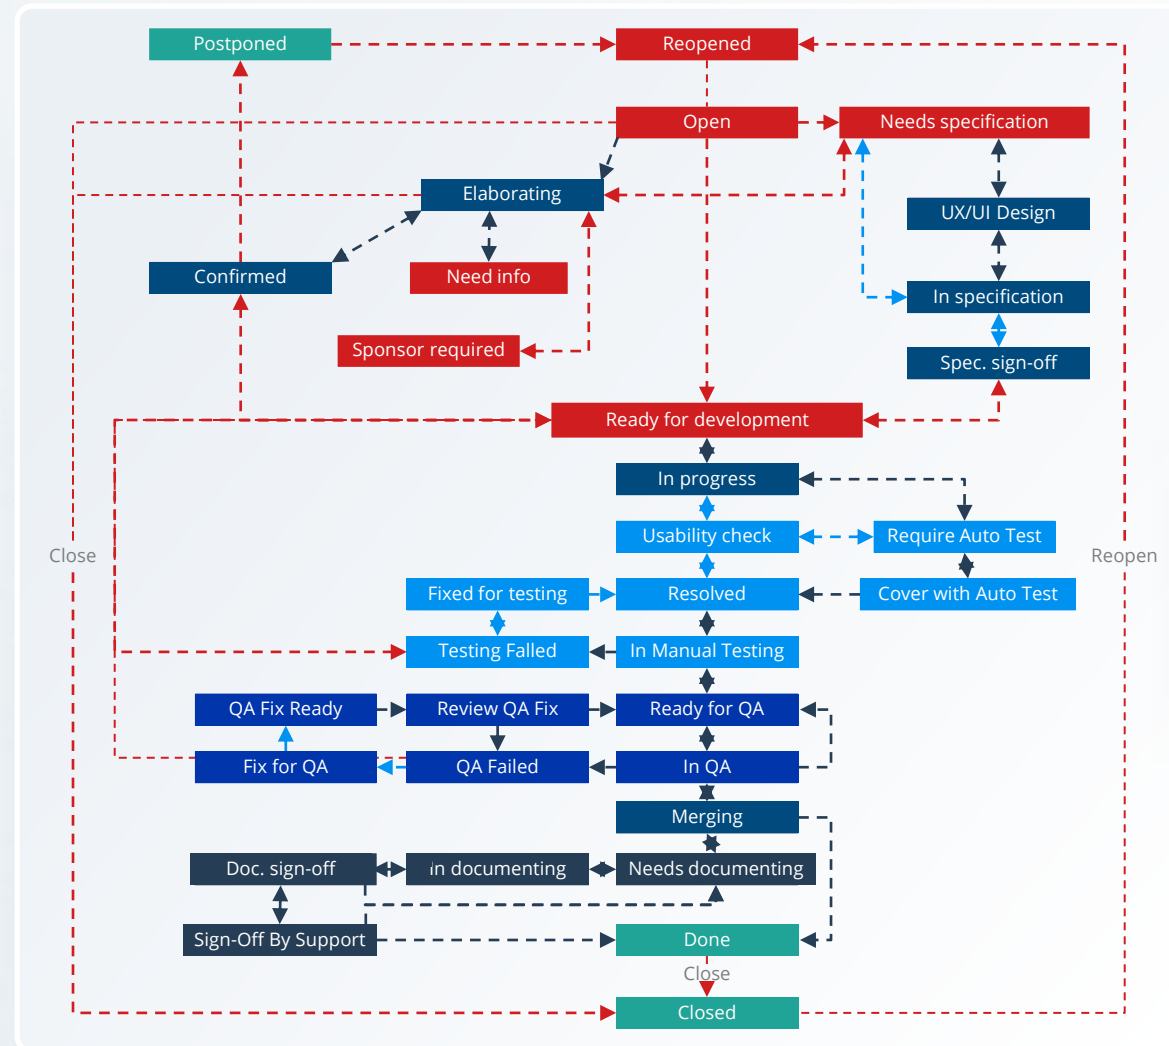 Postponed
Reopened
Open
Needs specification
Elaborating
UX/UI Design
Confirmed
Need info
In specification
Sponsor required
Spec. sign-off
Ready for development
In progress
Usability check
Require Auto Test
Close
Reopen
Fixed for testing
Resolved
Cover with Auto Test
Testing Falled
In Manual Testing
QA Fix Ready
Review QA Fix
Ready for QA
Fix for QA
QA Failed
In QA
Merging
Doc. sign-off
In documenting
Needs documenting
Sign-Off By Support
Done
Close
Closed